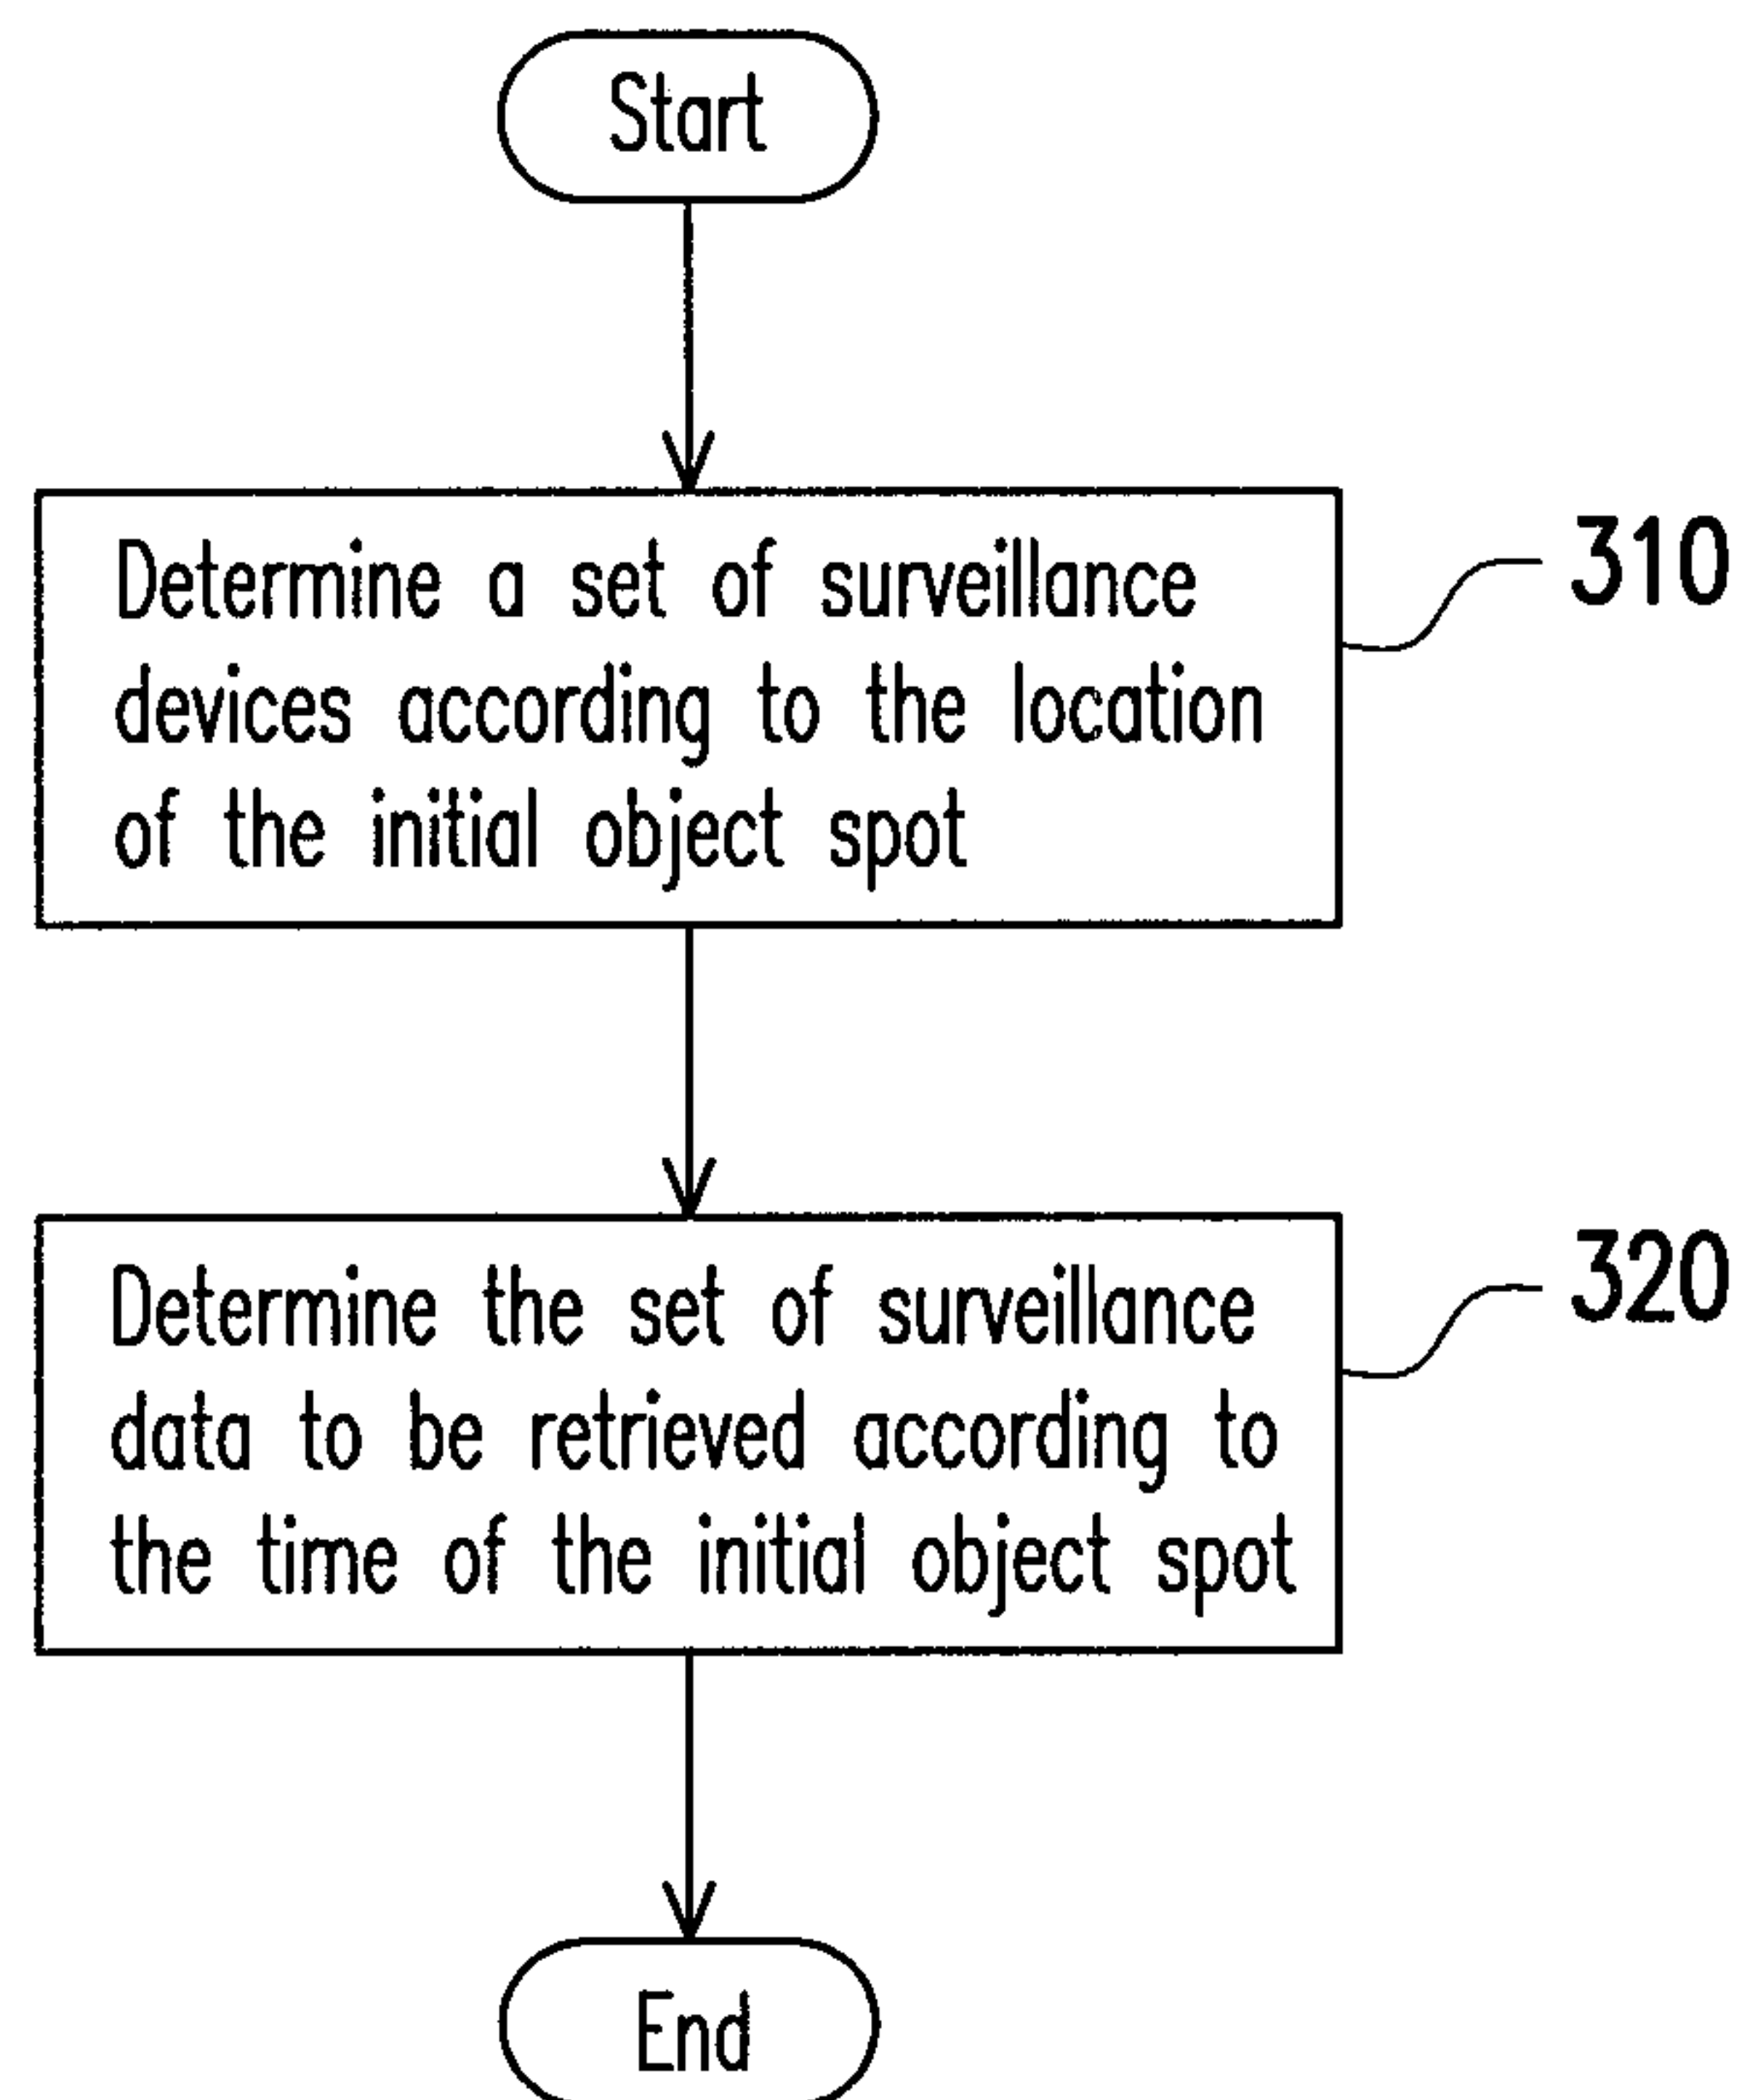 Start
Determine a set of surveillance
devices according to the location
of the initial object spot
310
Determine the set of surveillance
data to be retrieved according to
the time of the initial object spot
320
End